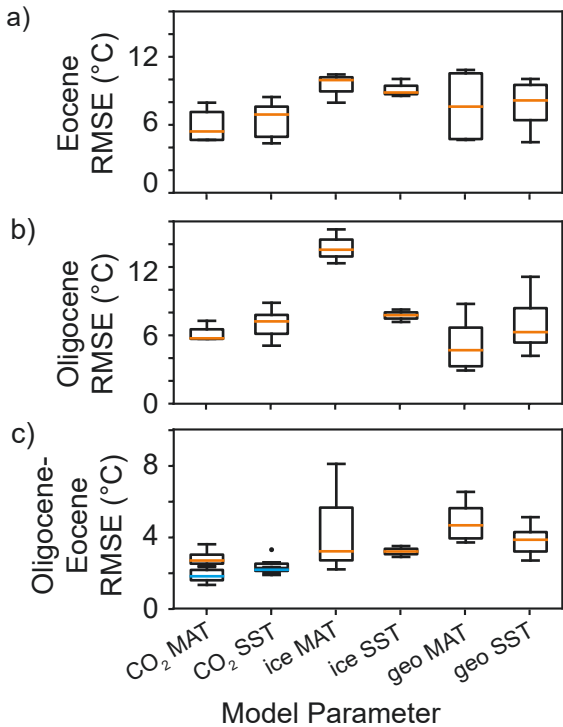 a)
Eocene
RMSE (°C)
12
6
0
b)
Oligocene
RMSE (°C)
12
6
0
c)
Oligocene-
Eocene
RMSE (°C)
8
4
0
CO₂ MAT
CO₂ SST
ice MAT
ice SST
geo MAT
geo SST
Model Parameter